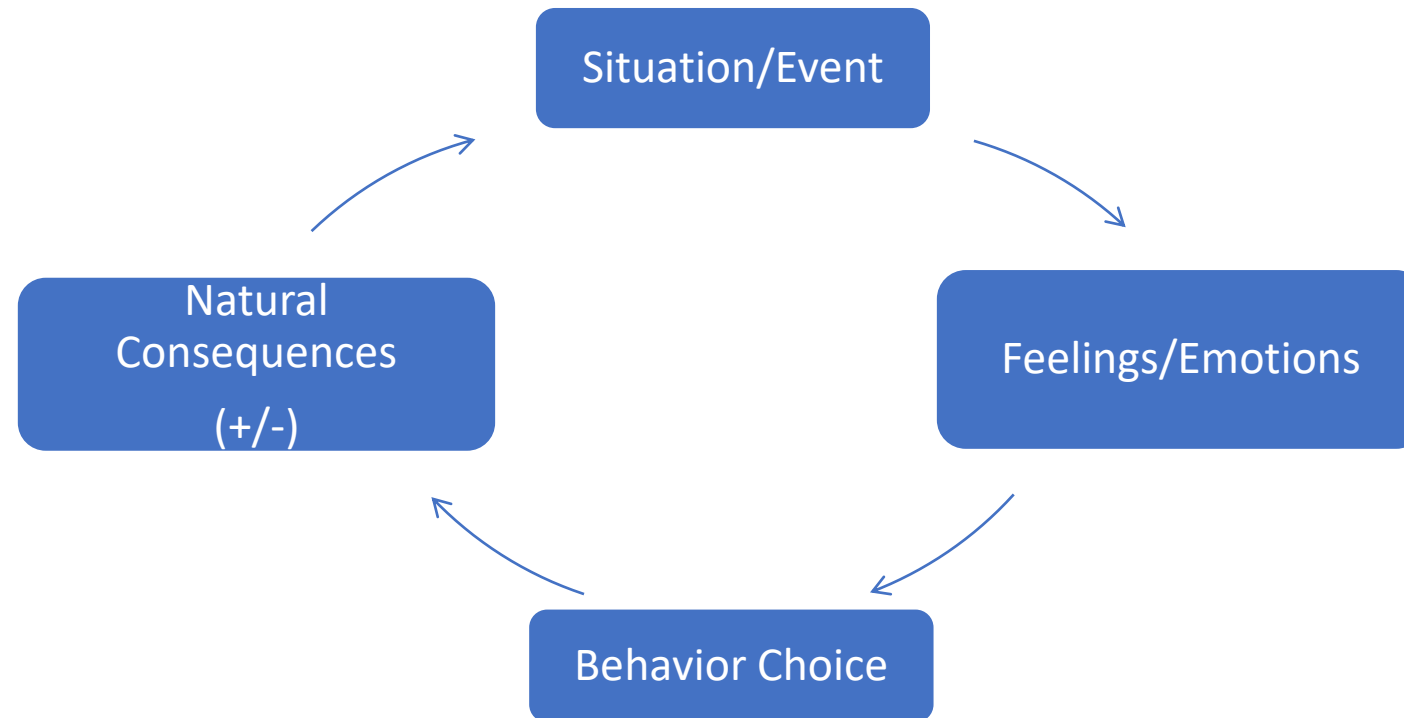 Situation/Event
Feelings/Emotions
Behavior Choice
Natural
Consequences
(+/-)